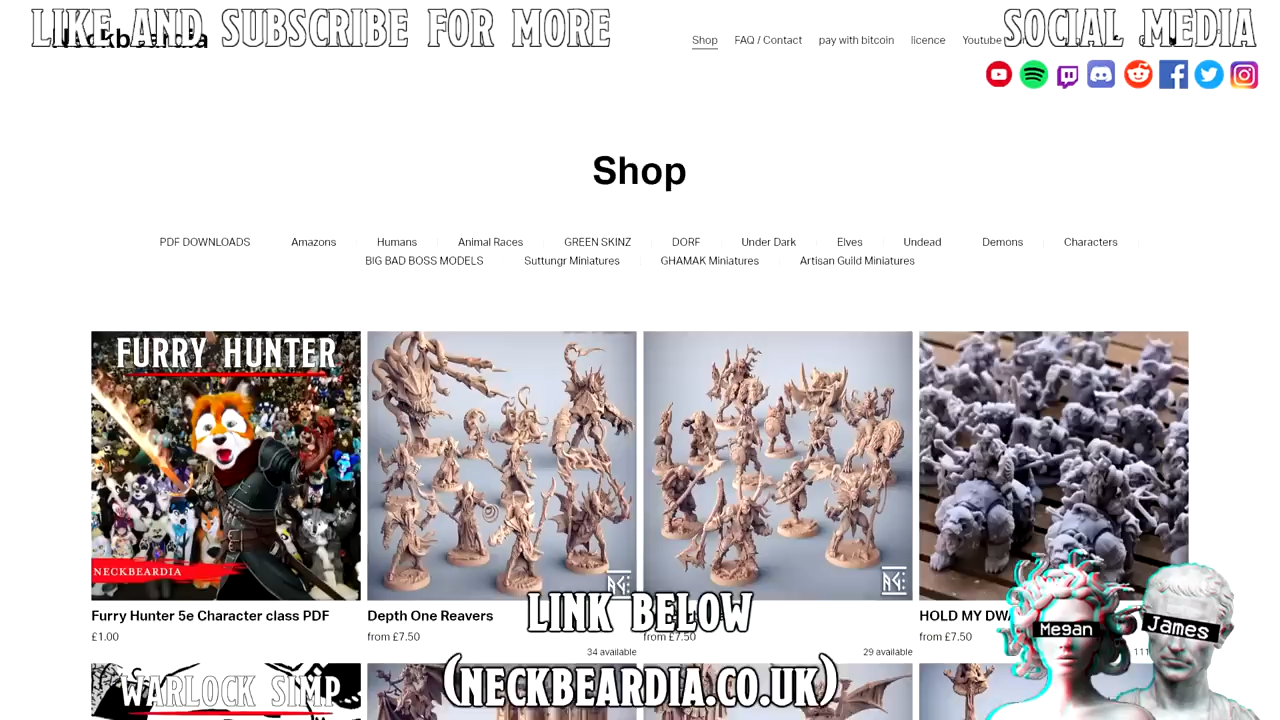 LIKE AND SUBSCRIBE FOR MORE
SOCIAL MEDIA
Neckbeardia
Shop FAQ / Contact pay with bitcoin licence Youtube
Shop
PDF DOWNLOADS Amazons Humans Animal Races GREEN SKINZ DORF Under Dark Elves Undead Demons Characters
BIG BAD BOSS MODELS Suttungr Miniatures GHAMAK Miniatures Artisan Guild Miniatures
FURRY HUNTER
NECKBEARDIA
Furry Hunter 5e Character class PDF
£1.00
Depth One Reavers
from £7.50
34 available
from £7.50
29 available
HOLD MY DW
from £7.50
111
LINK BELOW
(NECKBEARDIA.CO.UK)
Megan
James
WARLOCK SIMP